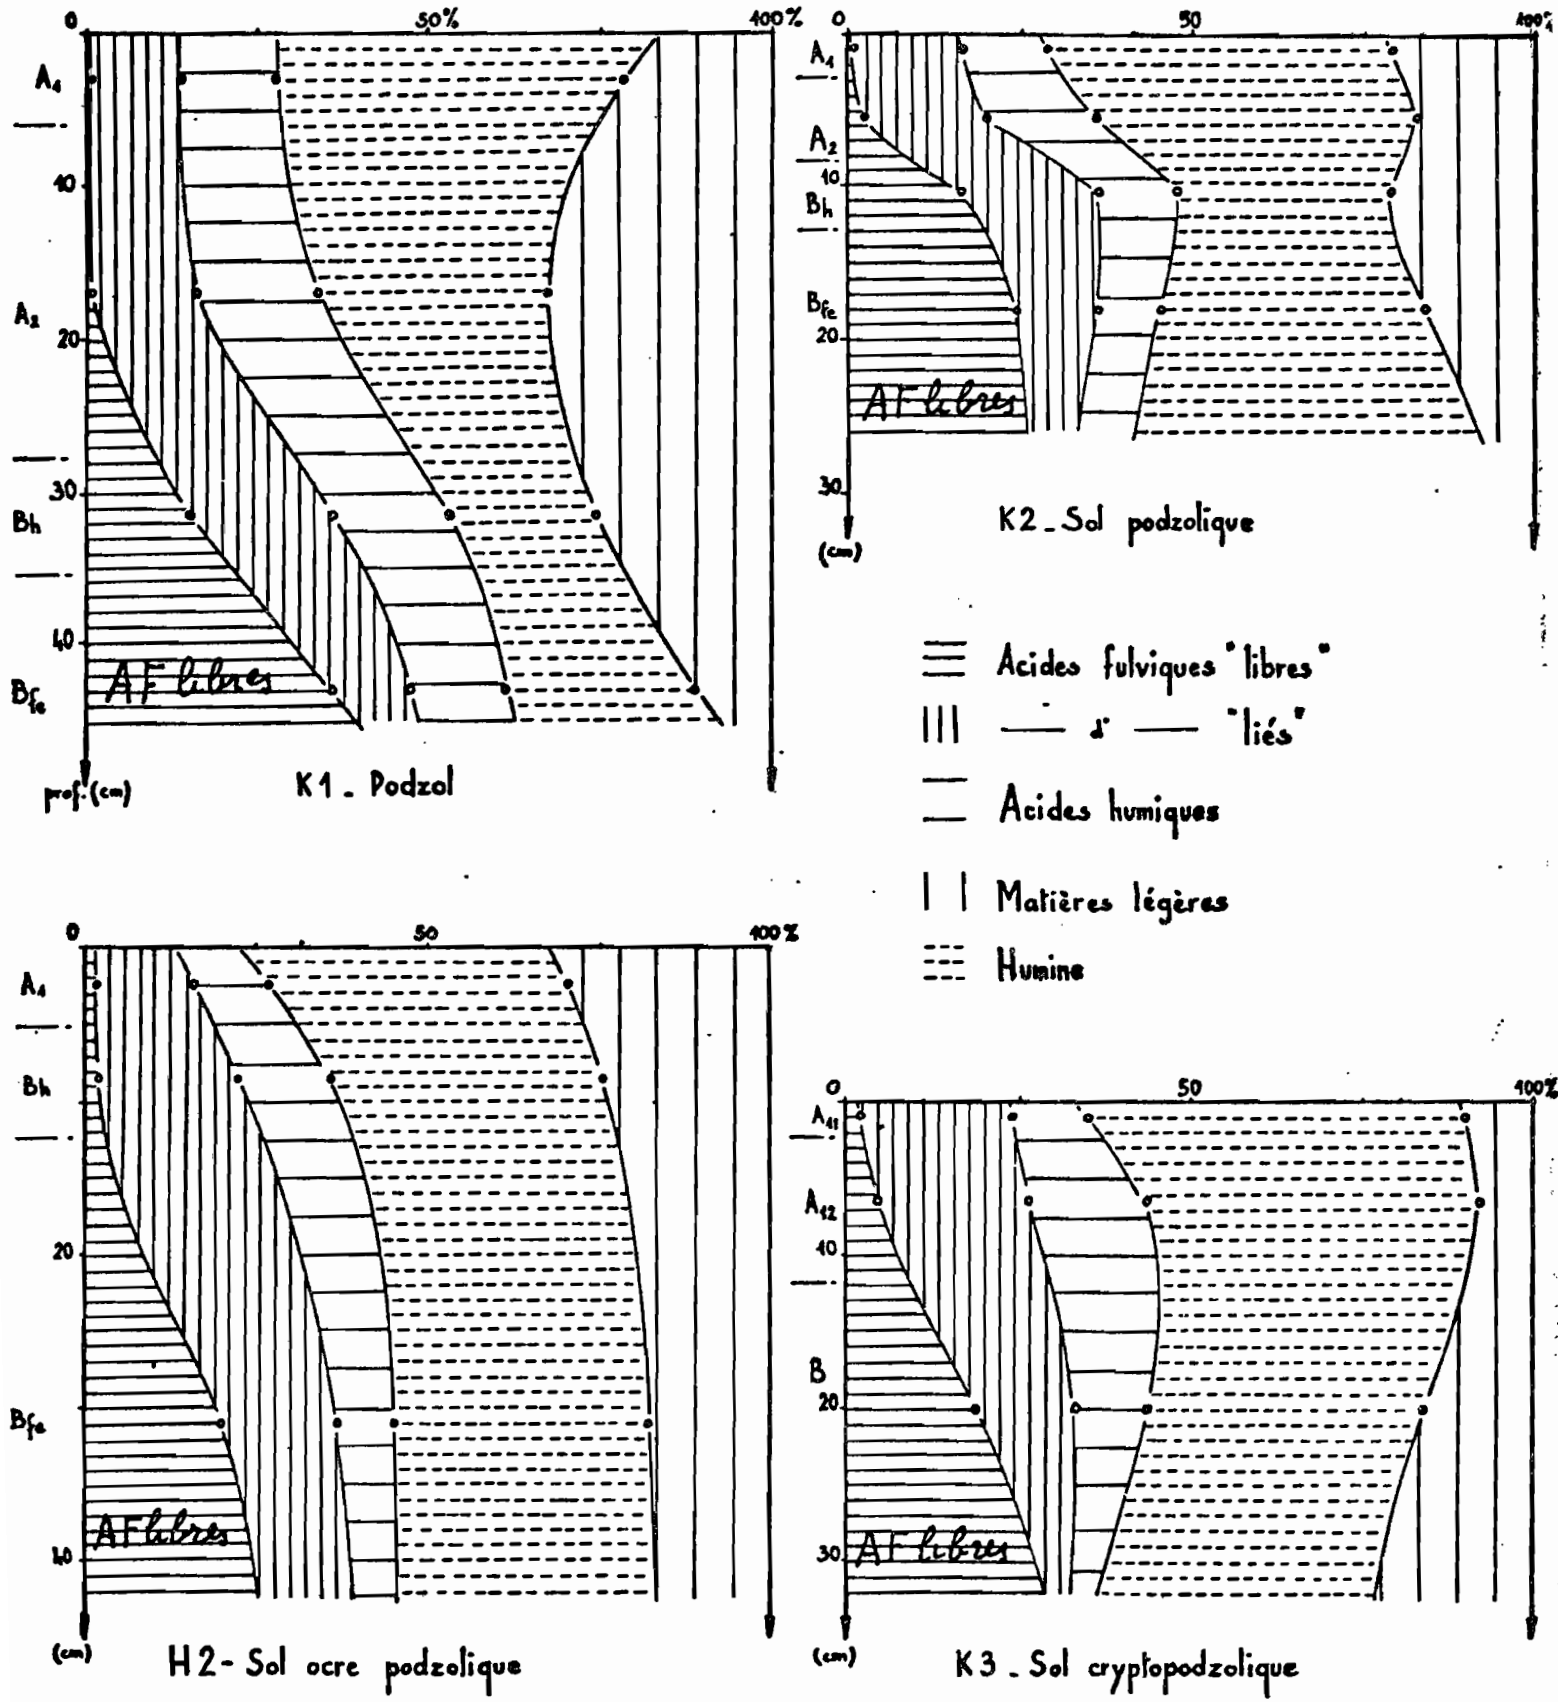 0 50% 100%
A1
10
A2
20
30
Bh
40
Bfe
AF libres
prof. (cm)
K1 - Podzol
0 50 100%
A1
A2
10
Bh
Bfe
20
AF libres
30
(cm)
K2 - Sol podzolique
Acides fulviques "libres"
— d° — "liés"
Acides humiques
Matières légères
Humine
0 50 100%
A1
Bh
20
Bfe
AF libres
40
(cm)
H2 - Sol ocre podzolique
0 50 100%
A11
A12
10
B
20
AF libres
30
(cm)
K3 - Sol cryptopodzolique